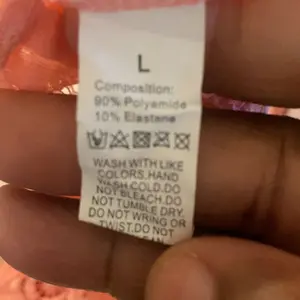 L
Composition:
90% Polyamide
10% Elastane
WASH WITH LIKE
COLORS.HAND
WASH COLD.DO
NOT BLEACH.DO
NOT TUMBLE DRY.
DO NOT WRING OR
TWIST.DO NOT